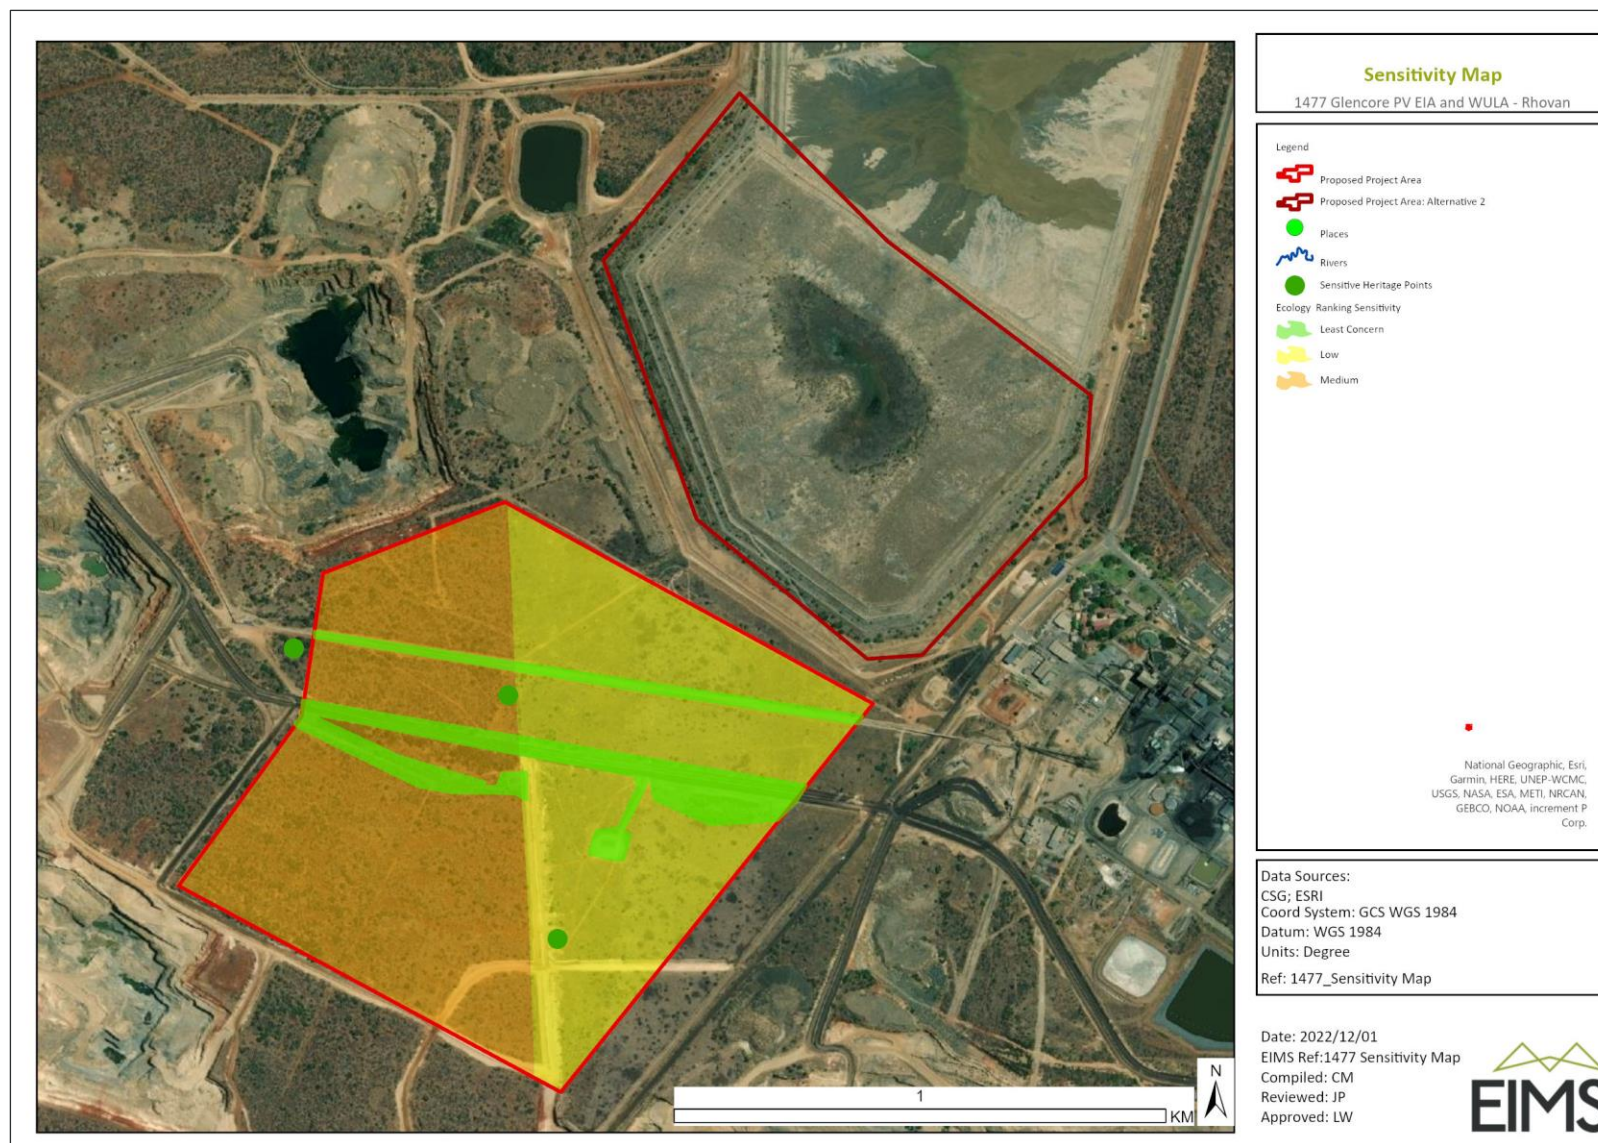 Sensitivity Map
1477 Glencore PV EIA and WULA - Rhovan
Legend
Proposed Project Area
Proposed Project Area: Alternative 2
Places
Rivers
Sensitive Heritage Points
Ecology Ranking Sensitivity
Least Concern
Low
Medium
National Geographic, Esri,
Garmin, HERE, UNEP-WCMC,
USGS, NASA, ESA, METI, NRCAN,
GEBCO, NOAA, increment P
Corp.
Data Sources:
CSG; ESRI
Coord System: GCS WGS 1984
Datum: WGS 1984
Units: Degree
Ref: 1477_Sensitivity Map
Date: 2022/12/01
EIMS Ref:1477 Sensitivity Map
Compiled: CM
Reviewed: JP
Approved: LW
EIMS
N
1
KM